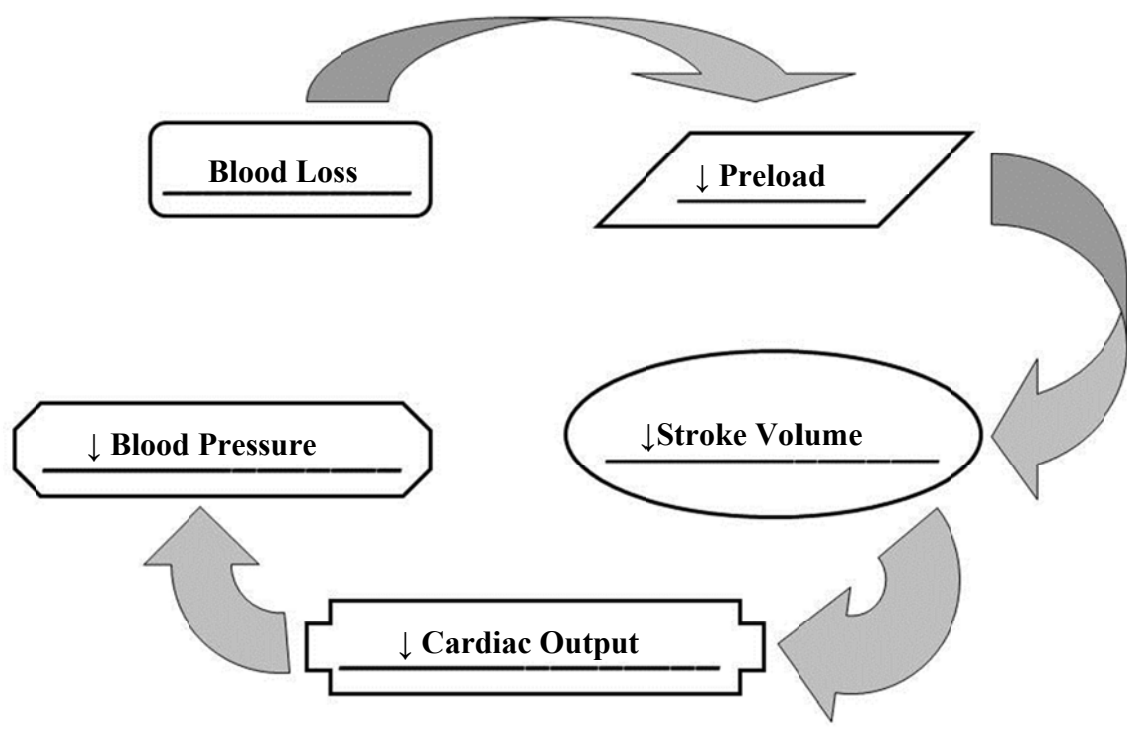 Blood Loss
↓ Preload
↓Stroke Volume
↓ Cardiac Output
↓ Blood Pressure